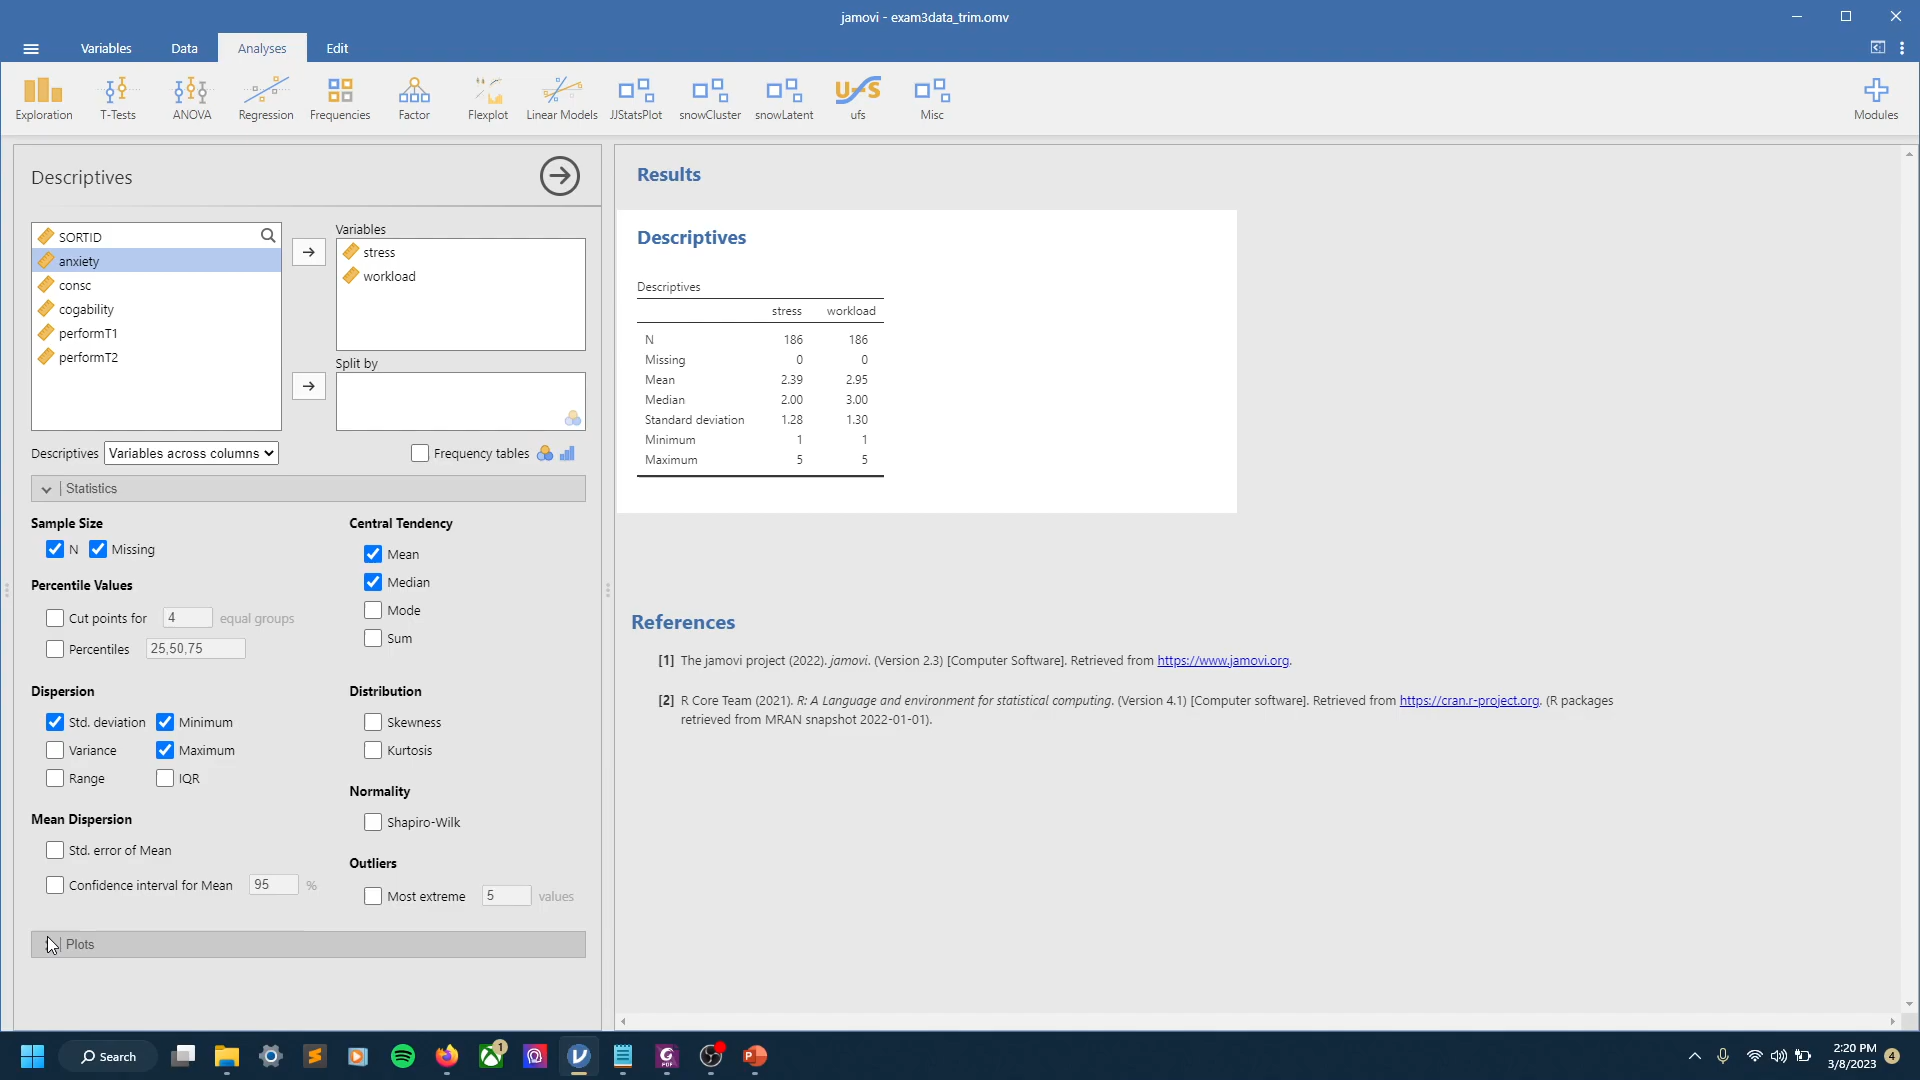 jamovi - exam3data_trim.omv
Variables Data Analyses Edit
Exploration T-Tests ANOVA Regression Frequencies Factor Flexplot Linear Models JJStatsPlot snowCluster snowLatent ufs Misc Modules
Descriptives
SORTID
anxiety
consc
cogability
performT1
performT2
Variables
stress
workload
Split by
Descriptives Variables across columns Frequency tables
Statistics
Sample Size
N Missing
Percentile Values
Cut points for 4 equal groups
Percentiles 25,50,75
Dispersion
Std. deviation Minimum
Variance Maximum
Range IQR
Mean Dispersion
Std. error of Mean
Confidence interval for Mean 95 %
Central Tendency
Mean
Median
Mode
Sum
Distribution
Skewness
Kurtosis
Normality
Shapiro-Wilk
Outliers
Most extreme 5 values
Plots
Results
Descriptives
Descriptives
stress workload
N 186 186
Missing 0 0
Mean 2.39 2.95
Median 2.00 3.00
Standard deviation 1.28 1.30
Minimum 1 1
Maximum 5 5
References
[1] The jamovi project (2022). jamovi. (Version 2.3) [Computer Software]. Retrieved from https://www.jamovi.org.
[2] R Core Team (2021). R: A Language and environment for statistical computing. (Version 4.1) [Computer software]. Retrieved from https://cran.r-project.org. (R packages
retrieved from MRAN snapshot 2022-01-01).
Search
1
PDF
2:20 PM
3/8/2023
4